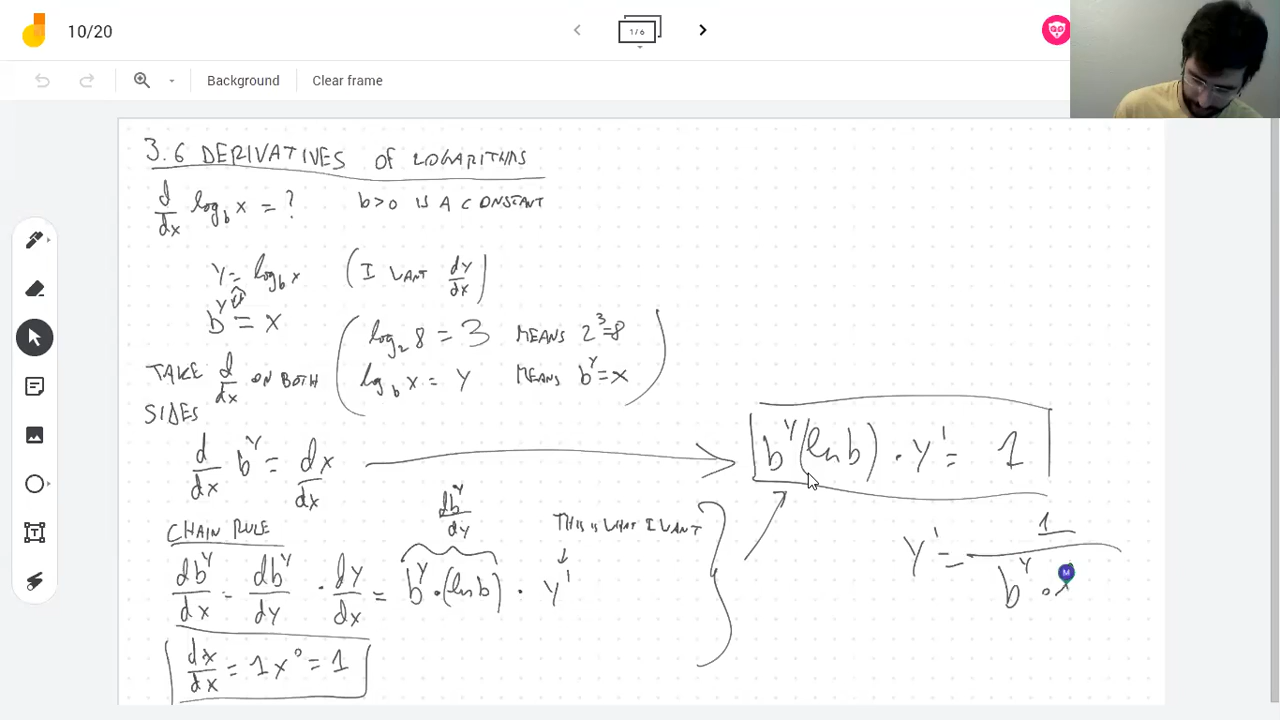 10/20
1/6
Background
Clear frame
3.6 DERIVATIVES OF LOGARITHMS
d/dx log_b x = ? b>0 IS A CONSTANT
y = log_b x (I WANT dy/dx)
b^y = x
(log_2 8 = 3 MEANS 2^3=8
log_b x = y MEANS b^y=x)
TAKE d/dx ON BOTH
SIDES
d/dx b^y = dx/dx
b^y (ln b) · y' = 1
CHAIN RULE
db^y/dy THIS IS WHAT I WANT
db^y/dx = db^y/dy · dy/dx = b^y · (ln b) · y'
dx/dx = 1x^0 = 1
y' = 1/b^y ·
M